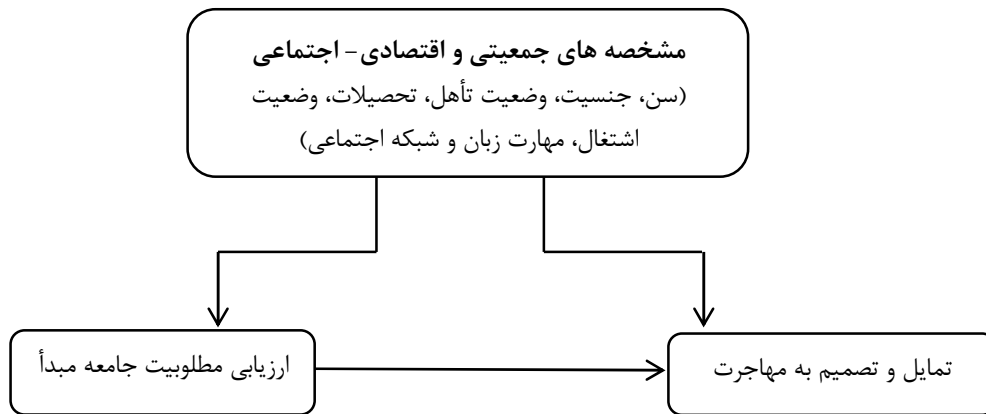 مشخصه های جمعیتی و اقتصادی- اجتماعی
(سن، جنسیت، وضعیت تأهل، تحصیلات، وضعیت
اشتغال، مهارت زبان و شبکه اجتماعی)
ارزیابی مطلوبیت جامعه مبدأ
تمایل و تصمیم به مهاجرت